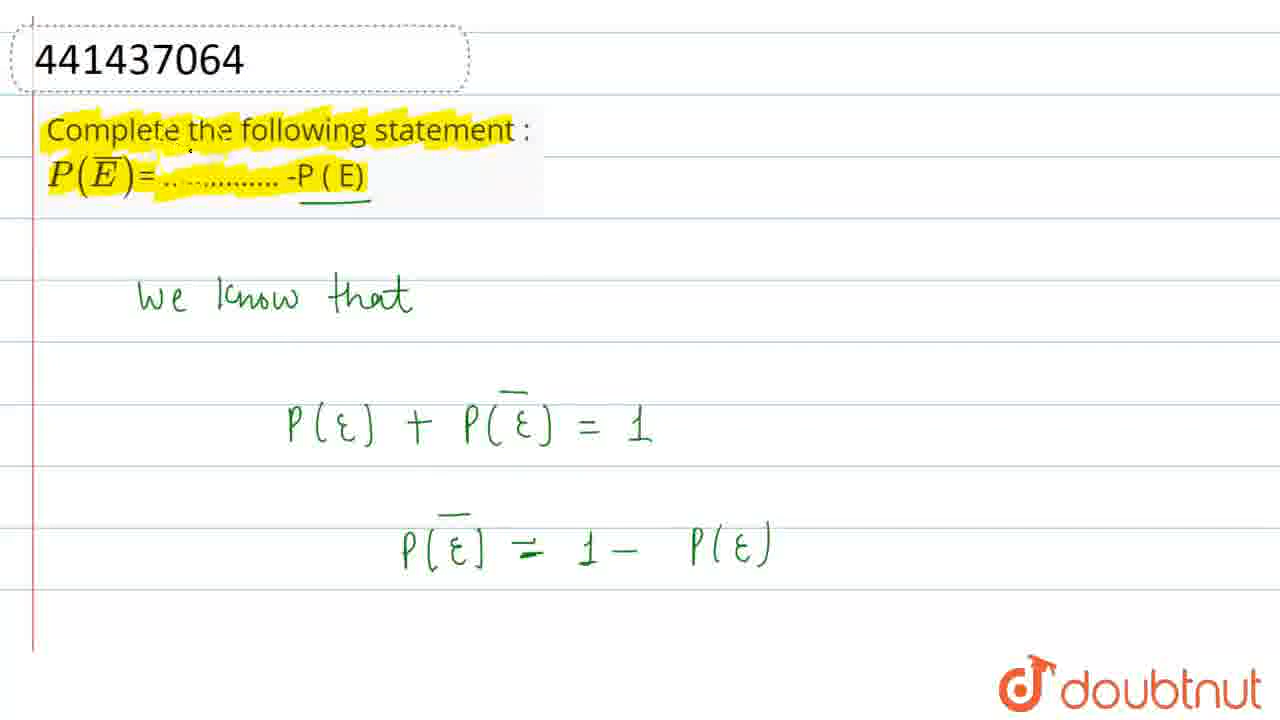 441437064
Complete the following statement :
P(E̅)= ................ -P ( E)
We know that
P(E) + P(E̅) = 1
P(E̅) = 1 - P(E)
doubtnut